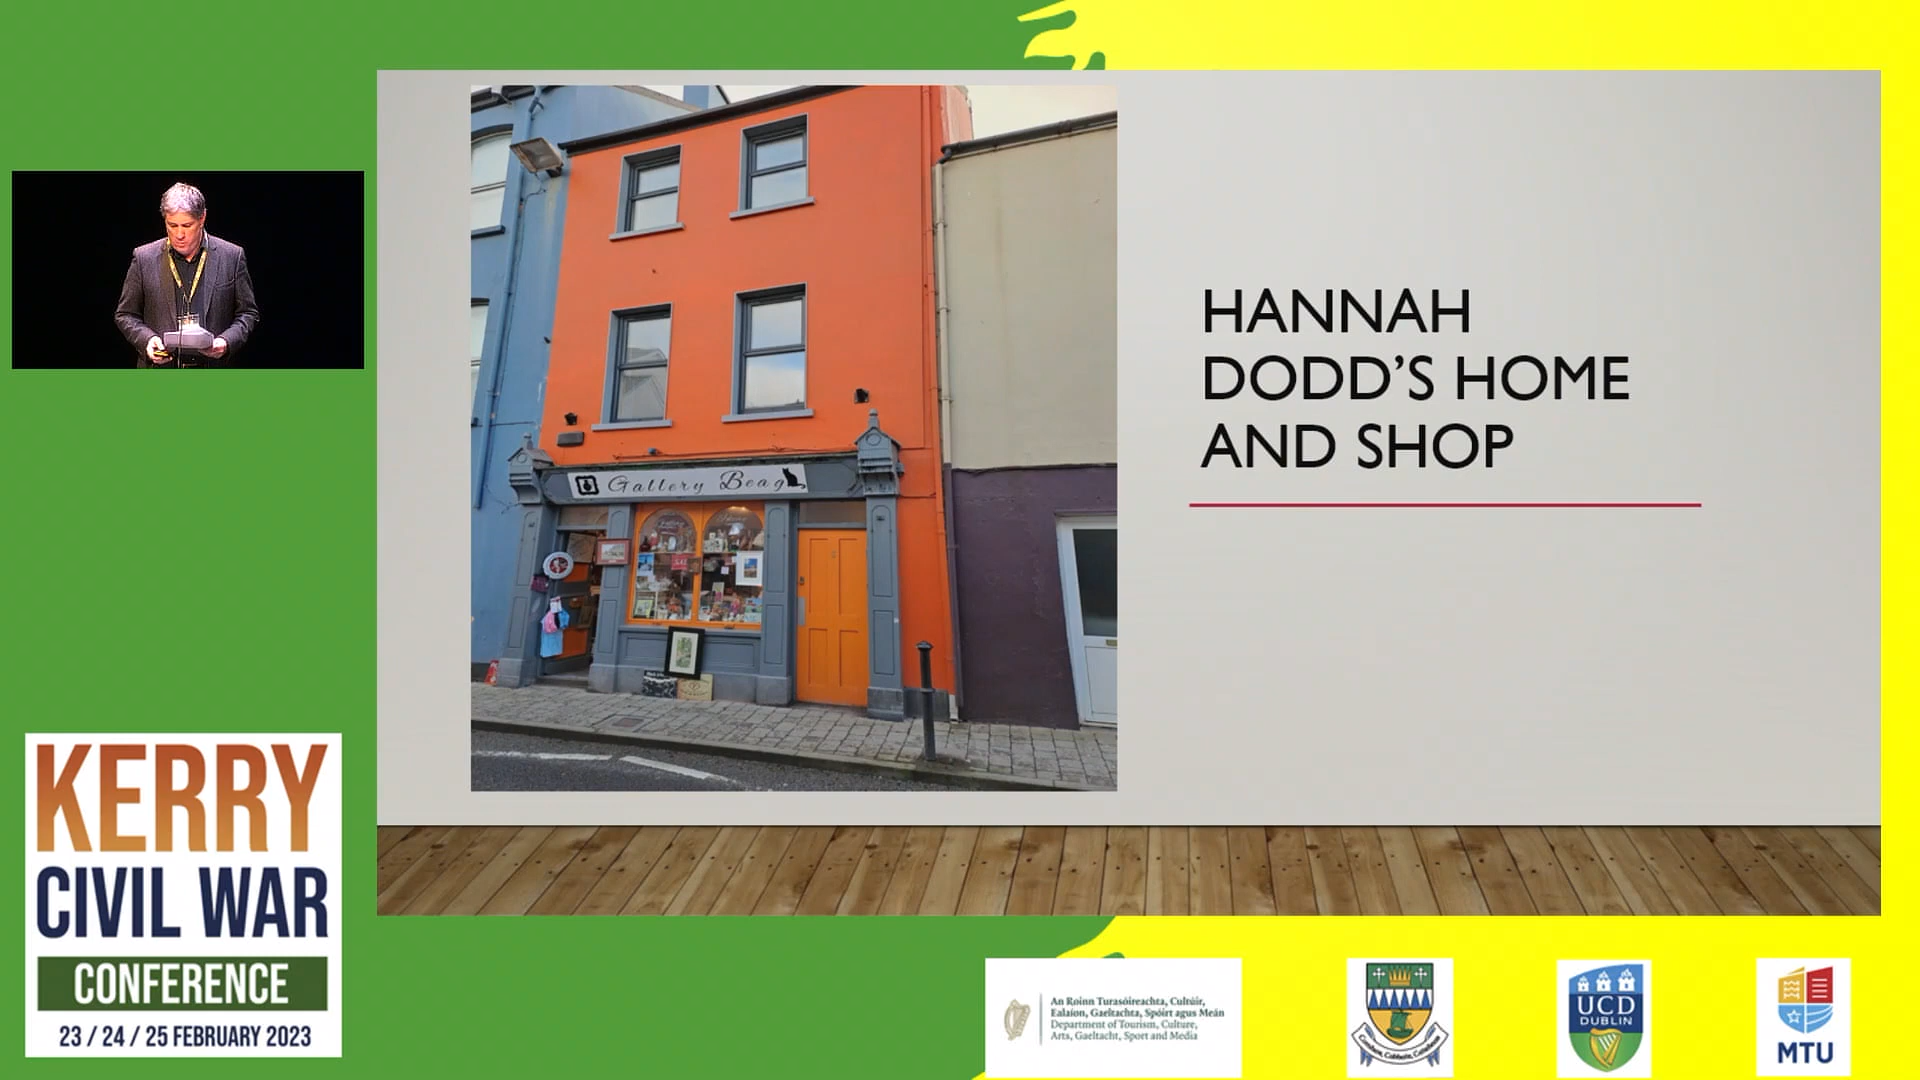 HANNAH
DODD’S HOME
AND SHOP
Gallery Beag
KERRY
CIVIL WAR
CONFERENCE
23 / 24 / 25 FEBRUARY 2023
An Roinn Turasóireachta, Cultúir,
Ealaíon, Gaeltachta, Spóirt agus Meán
Department of Tourism, Culture,
Arts, Gaeltacht, Sport and Media
UCD
DUBLIN
MTU